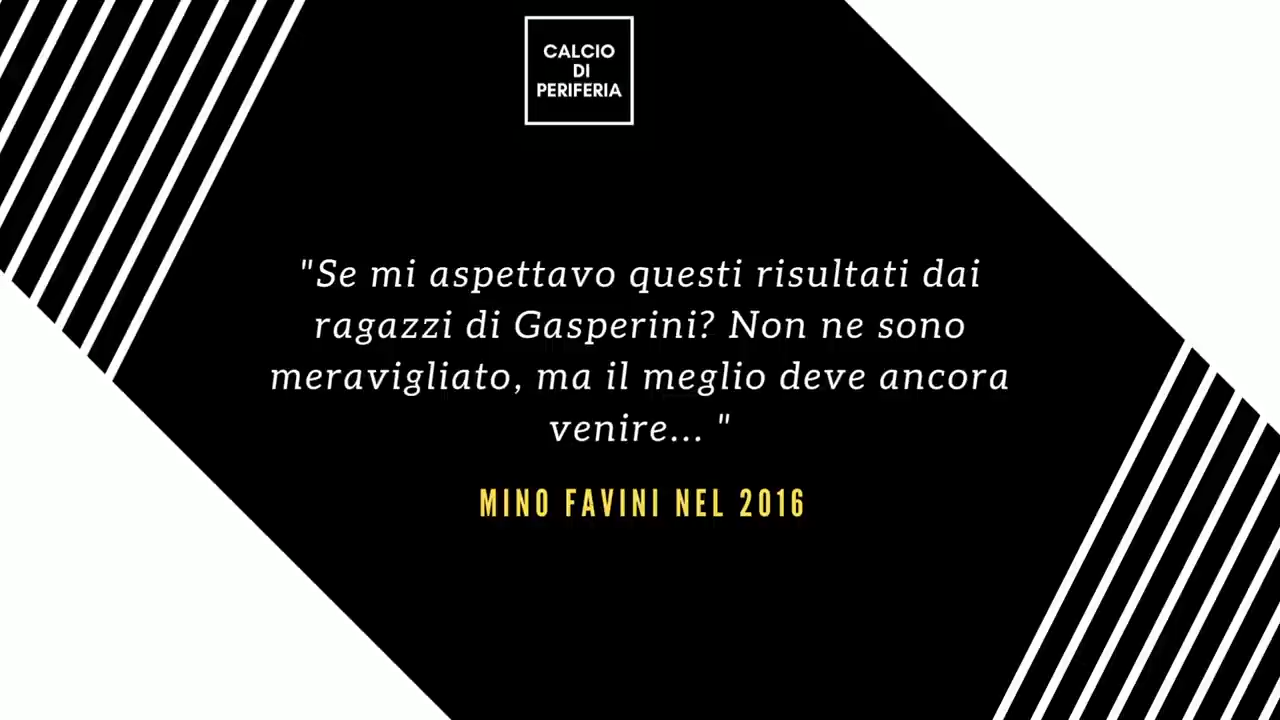 CALCIO
DI
PERIFERIA
"Se mi aspettavo questi risultati dai
ragazzi di Gasperini? Non ne sono
meravigliato, ma il meglio deve ancora
venire... "
MINO FAVINI NEL 2016